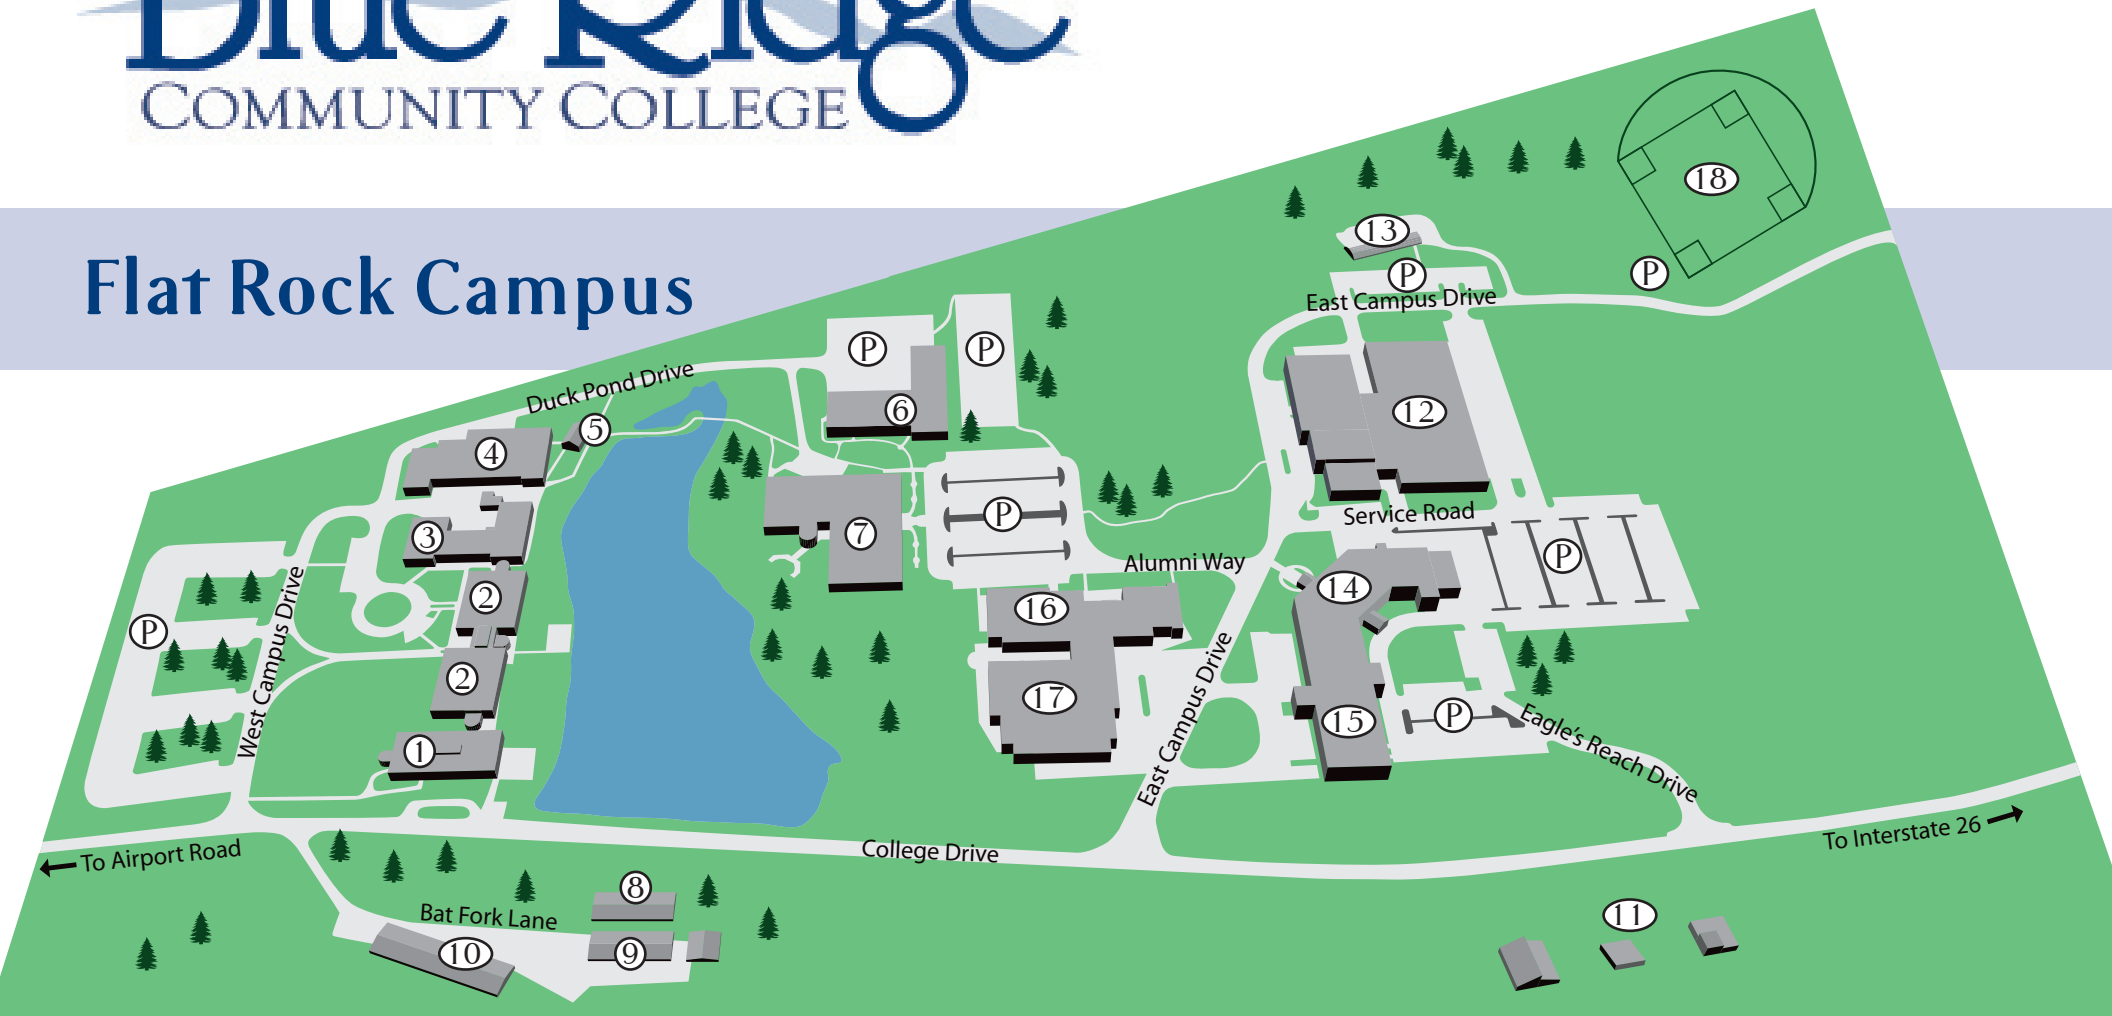 Blue Ridge
COMMUNITY COLLEGE
Flat Rock Campus
18
13
P
P
East Campus Drive
P
P
Duck Pond Drive
6
12
5
4
P
Service Road
3
7
P
Alumni Way
14
2
16
P
West Campus Drive
2
17
East Campus Drive
15
P
Eagle's Reach Drive
1
College Drive
To Interstate 26
To Airport Road
8
Bat Fork Lane
11
10
9